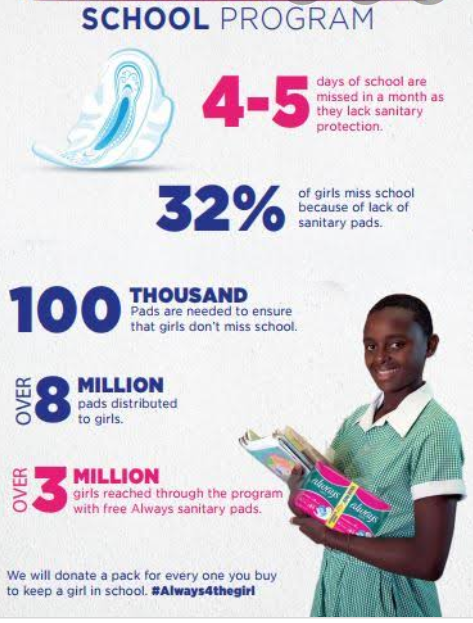 SCHOOL PROGRAM
4-5
days of school are
missed in a month as
they lack sanitary
protection.
32%
of girls miss school
because of lack of
sanitary pads.
100
THOUSAND
Pads are needed to ensure
that girls don't miss school.
OVER
8
MILLION
pads distributed
to girls.
OVER
3
MILLION
girls reached through the program
with free Always sanitary pads.
always
always
We will donate a pack for every one you buy
to keep a girl in school. #Always4thegirl